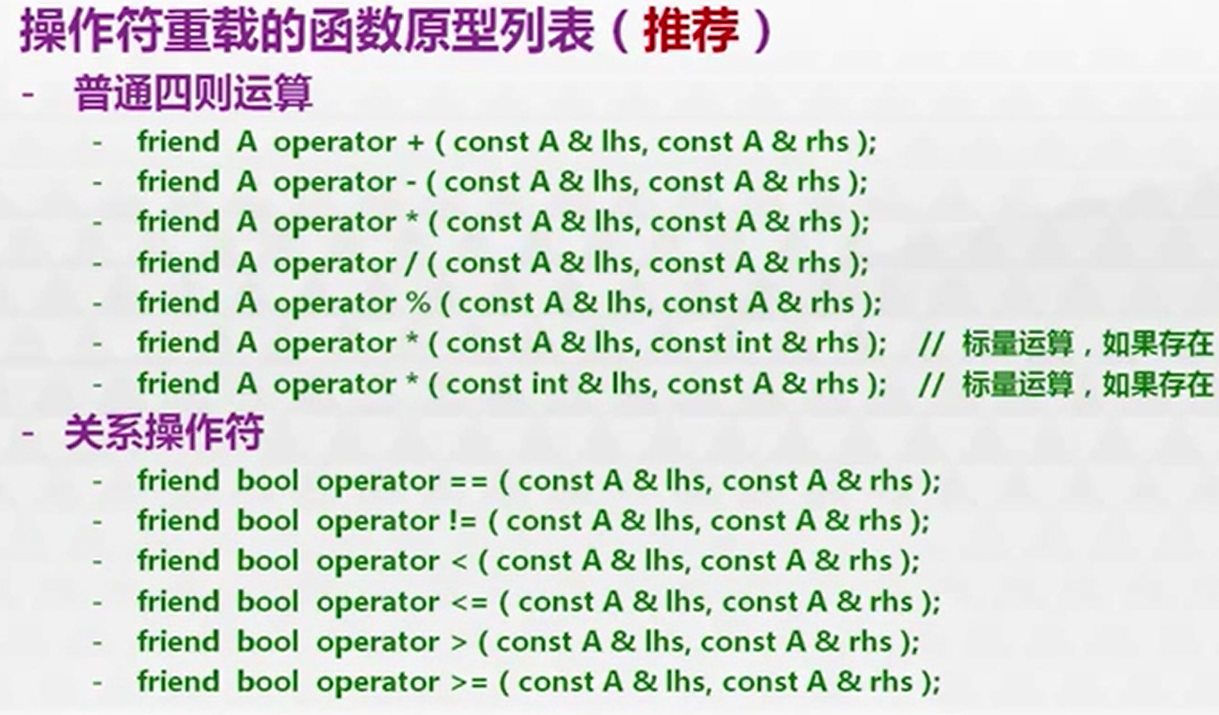 操作符重载的函数原型列表（推荐）
- 普通四则运算
- friend A operator + ( const A & lhs, const A & rhs );
- friend A operator - ( const A & lhs, const A & rhs );
- friend A operator * ( const A & lhs, const A & rhs );
- friend A operator / ( const A & lhs, const A & rhs );
- friend A operator % ( const A & lhs, const A & rhs );
- friend A operator * ( const A & lhs, const int & rhs ); // 标量运算，如果存在
- friend A operator * ( const int & lhs, const A & rhs ); // 标量运算，如果存在
- 关系操作符
- friend bool operator == ( const A & lhs, const A & rhs );
- friend bool operator != ( const A & lhs, const A & rhs );
- friend bool operator < ( const A & lhs, const A & rhs );
- friend bool operator <= ( const A & lhs, const A & rhs );
- friend bool operator > ( const A & lhs, const A & rhs );
- friend bool operator >= ( const A & lhs, const A & rhs );